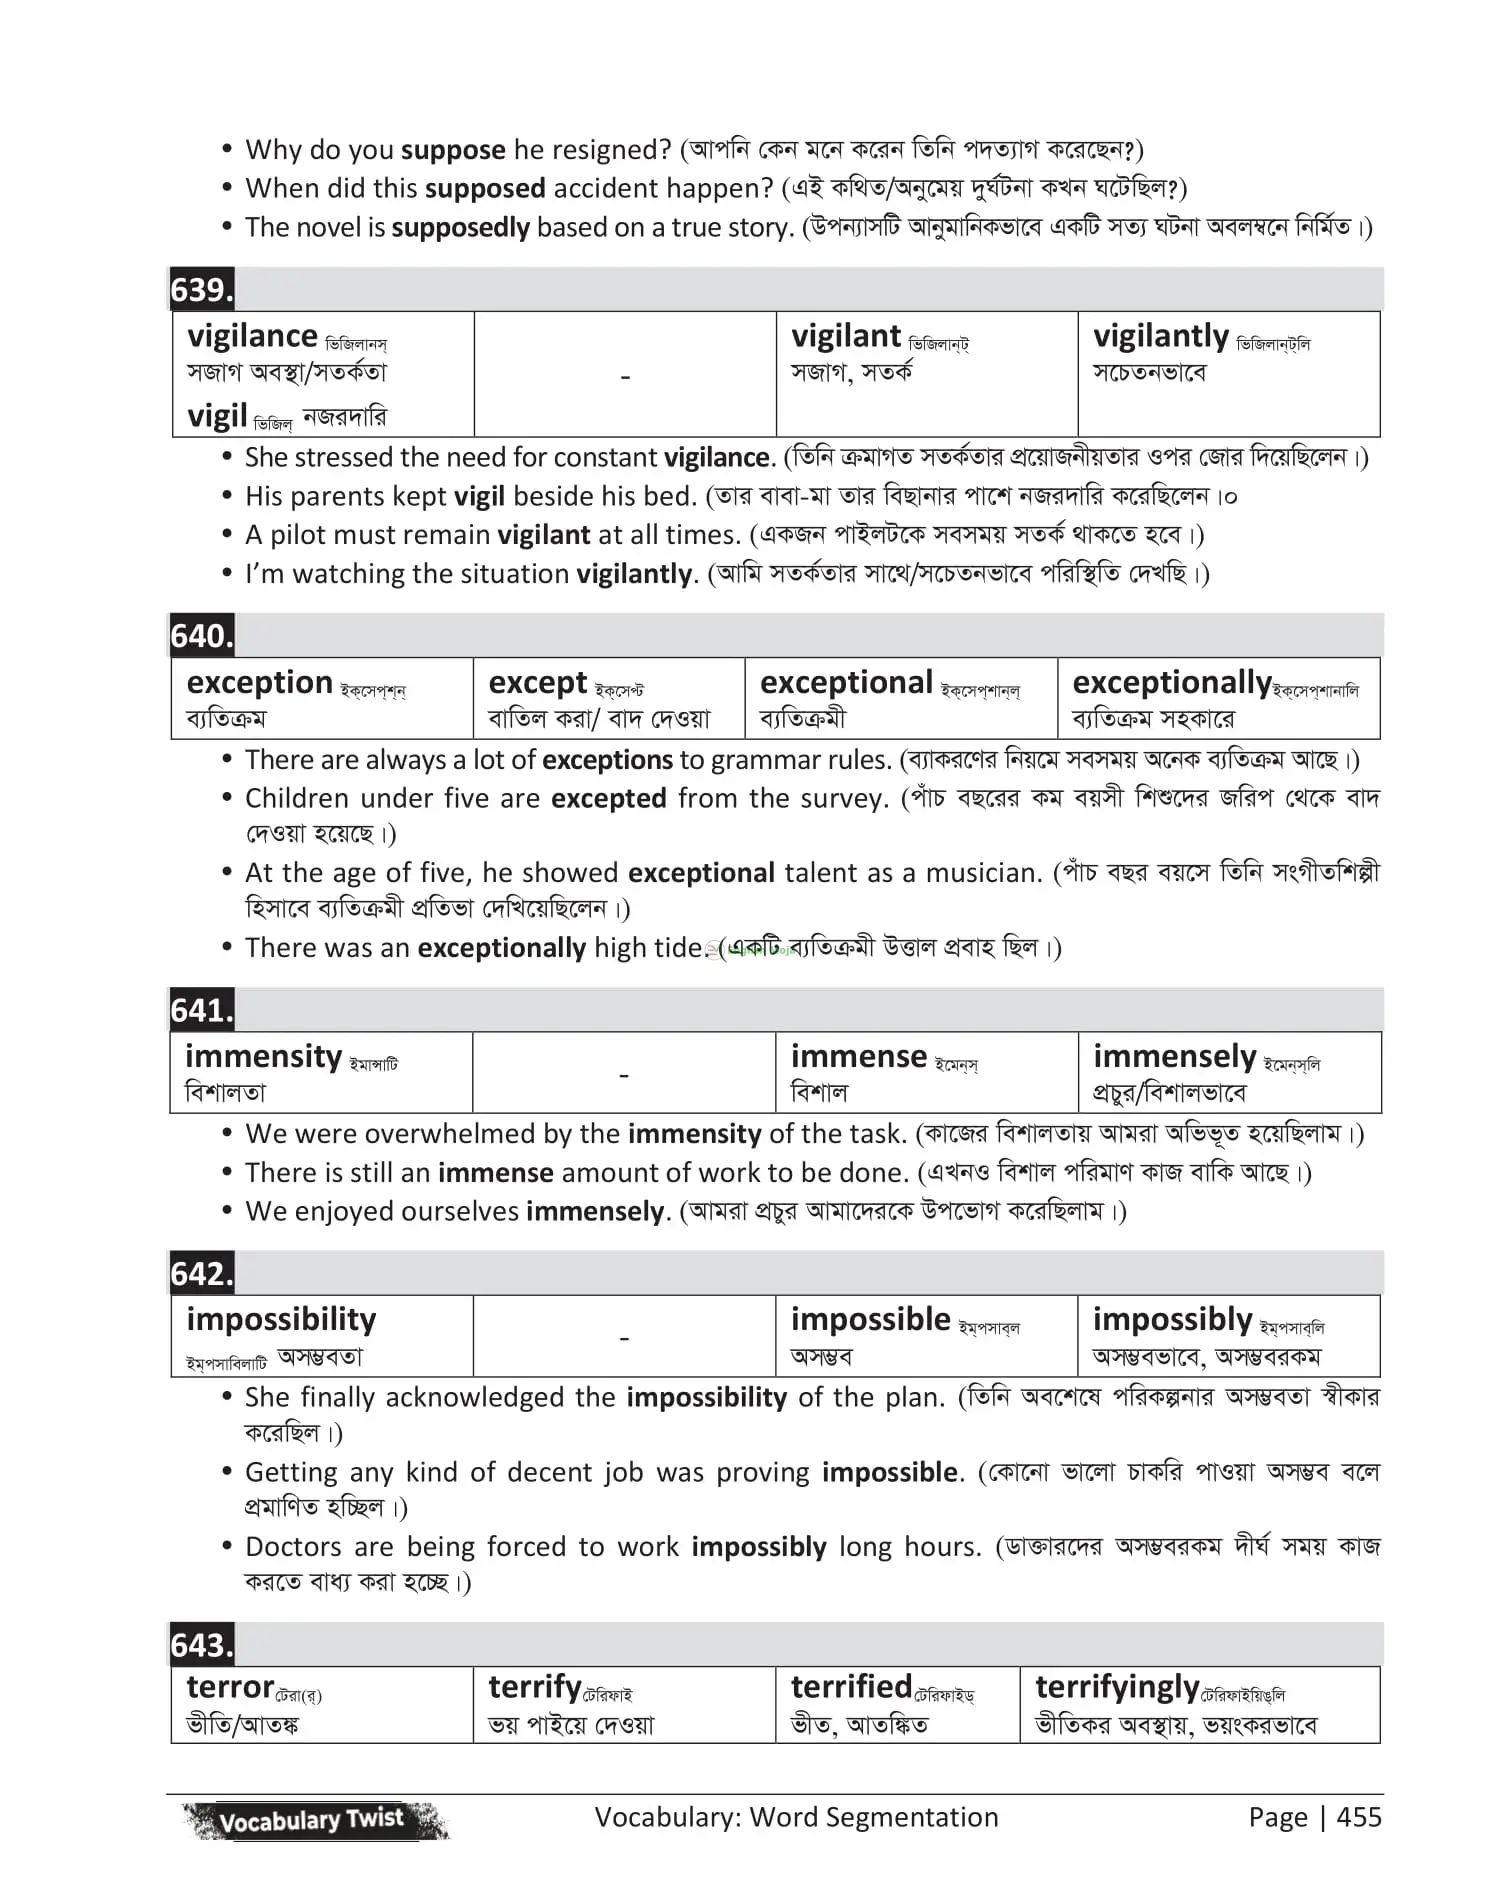 • Why do you suppose he resigned? (আপনি কেন মনে করেন তিনি পদত্যাগ করেছেন?)
• When did this supposed accident happen? (এই কথিত/অনুমেয় দুর্ঘটনা কখন ঘটেছিল?)
• The novel is supposedly based on a true story. (উপন্যাসটি আনুমানিকভাবে একটি সত্য ঘটনা অবলম্বনে নির্মিত।)
639.
vigilance ভিজিলানস্
সজাগ অবস্থা/সতর্কতা
vigil ভিজিল্ নজরদারি
-
vigilant ভিজিলান্ট্
সজাগ, সতর্ক
vigilantly ভিজিলান্ট্লি
সচেতনভাবে
• She stressed the need for constant vigilance. (তিনি ক্রমাগত সতর্কতার প্রয়োজনীয়তার ওপর জোর দিয়েছিলেন।)
• His parents kept vigil beside his bed. (তার বাবা-মা তার বিছানার পাশে নজরদারি করেছিলেন।০
• A pilot must remain vigilant at all times. (একজন পাইলটকে সবসময় সতর্ক থাকতে হবে।)
• I’m watching the situation vigilantly. (আমি সতর্কতার সাথে/সচেতনভাবে পরিস্থিতি দেখছি।)
640.
exception ইক্সেপ্শ্ন্
ব্যতিক্রম
except ইক্সেপ্ট
বাতিল করা/ বাদ দেওয়া
exceptional ইক্সেপ্শান্ল্
ব্যতিক্রমী
exceptionally ইক্সেপ্শানালি
ব্যতিক্রম সহকারে
• There are always a lot of exceptions to grammar rules. (ব্যাকরণের নিয়মে সবসময় অনেক ব্যতিক্রম আছে।)
• Children under five are excepted from the survey. (পাঁচ বছরের কম বয়সী শিশুদের জরিপ থেকে বাদ
দেওয়া হয়েছে।)
• At the age of five, he showed exceptional talent as a musician. (পাঁচ বছর বয়সে তিনি সংগীতশিল্পী
হিসাবে ব্যতিক্রমী প্রতিভা দেখিয়েছিলেন।)
• There was an exceptionally high tide. (একটি ব্যতিক্রমী উত্তাল প্রবাহ ছিল।)
641.
immensity ইমান্সাটি
বিশালতা
-
immense ইমেন্স্
বিশাল
immensely ইমেন্স্লি
প্রচুর/বিশালভাবে
• We were overwhelmed by the immensity of the task. (কাজের বিশালতায় আমরা অভিভূত হয়েছিলাম।)
• There is still an immense amount of work to be done. (এখনও বিশাল পরিমাণ কাজ বাকি আছে।)
• We enjoyed ourselves immensely. (আমরা প্রচুর আমাদেরকে উপভোগ করেছিলাম।)
642.
impossibility
ইম্পসাবিলাটি অসম্ভবতা
-
impossible ইম্পসাব্ল
অসম্ভব
impossibly ইম্পসাব্লি
অসম্ভবভাবে, অসম্ভবরকম
• She finally acknowledged the impossibility of the plan. (তিনি অবশেষে পরিকল্পনার অসম্ভবতা স্বীকার
করেছিল।)
• Getting any kind of decent job was proving impossible. (কোনো ভালো চাকরি পাওয়া অসম্ভব বলে
প্রমাণিত হচ্ছিল।)
• Doctors are being forced to work impossibly long hours. (ডাক্তারদের অসম্ভবরকম দীর্ঘ সময় কাজ
করতে বাধ্য করা হচ্ছে।)
643.
terror টেরা(র্)
ভীতি/আতঙ্ক
terrify টেরিফাই
ভয় পাইয়ে দেওয়া
terrified টেরিফাইড্
ভীত, আতঙ্কিত
terrifyingly টেরিফাইয়িঙ্লি
ভীতিকর অবস্থায়, ভয়ংকরভাবে
Vocabulary Twist
Vocabulary: Word Segmentation
Page | 455